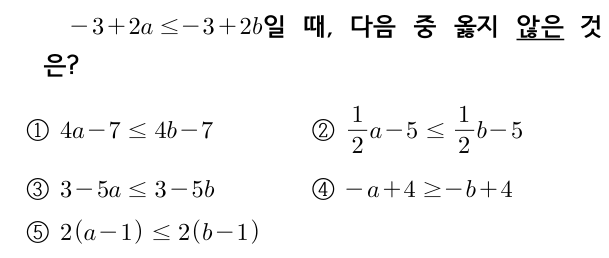 −3+2a ≤ −3+2b일 때, 다음 중 옳지 않은 것
은?
① 4a−7 ≤ 4b−7 ② 1/2 a−5 ≤ 1/2 b−5
③ 3−5a ≤ 3−5b ④ −a+4 ≥ −b+4
⑤ 2(a−1) ≤ 2(b−1)